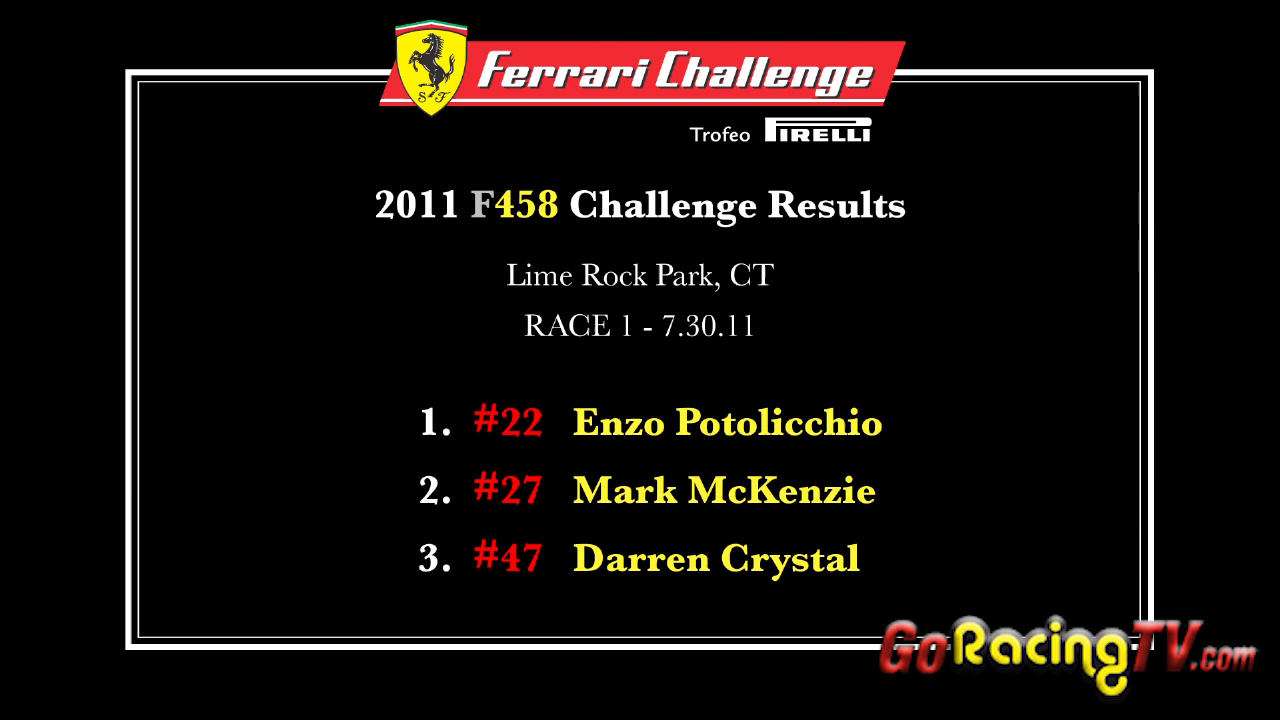 Ferrari Challenge
S F
Trofeo PIRELLI
2011 F458 Challenge Results
Lime Rock Park, CT
RACE 1 - 7.30.11
1. #22 Enzo Potolicchio
2. #27 Mark McKenzie
3. #47 Darren Crystal
GoRacingTV.com